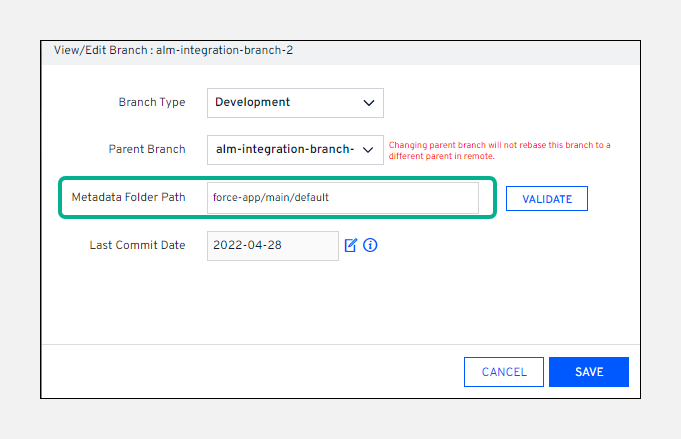 View/Edit Branch : alm-integration-branch-2
Branch Type
Development
Parent Branch
alm-integration-branch-
Changing parent branch will not rebase this branch to a
different parent in remote.
Metadata Folder Path
force-app/main/default
VALIDATE
Last Commit Date
2022-04-28
CANCEL
SAVE